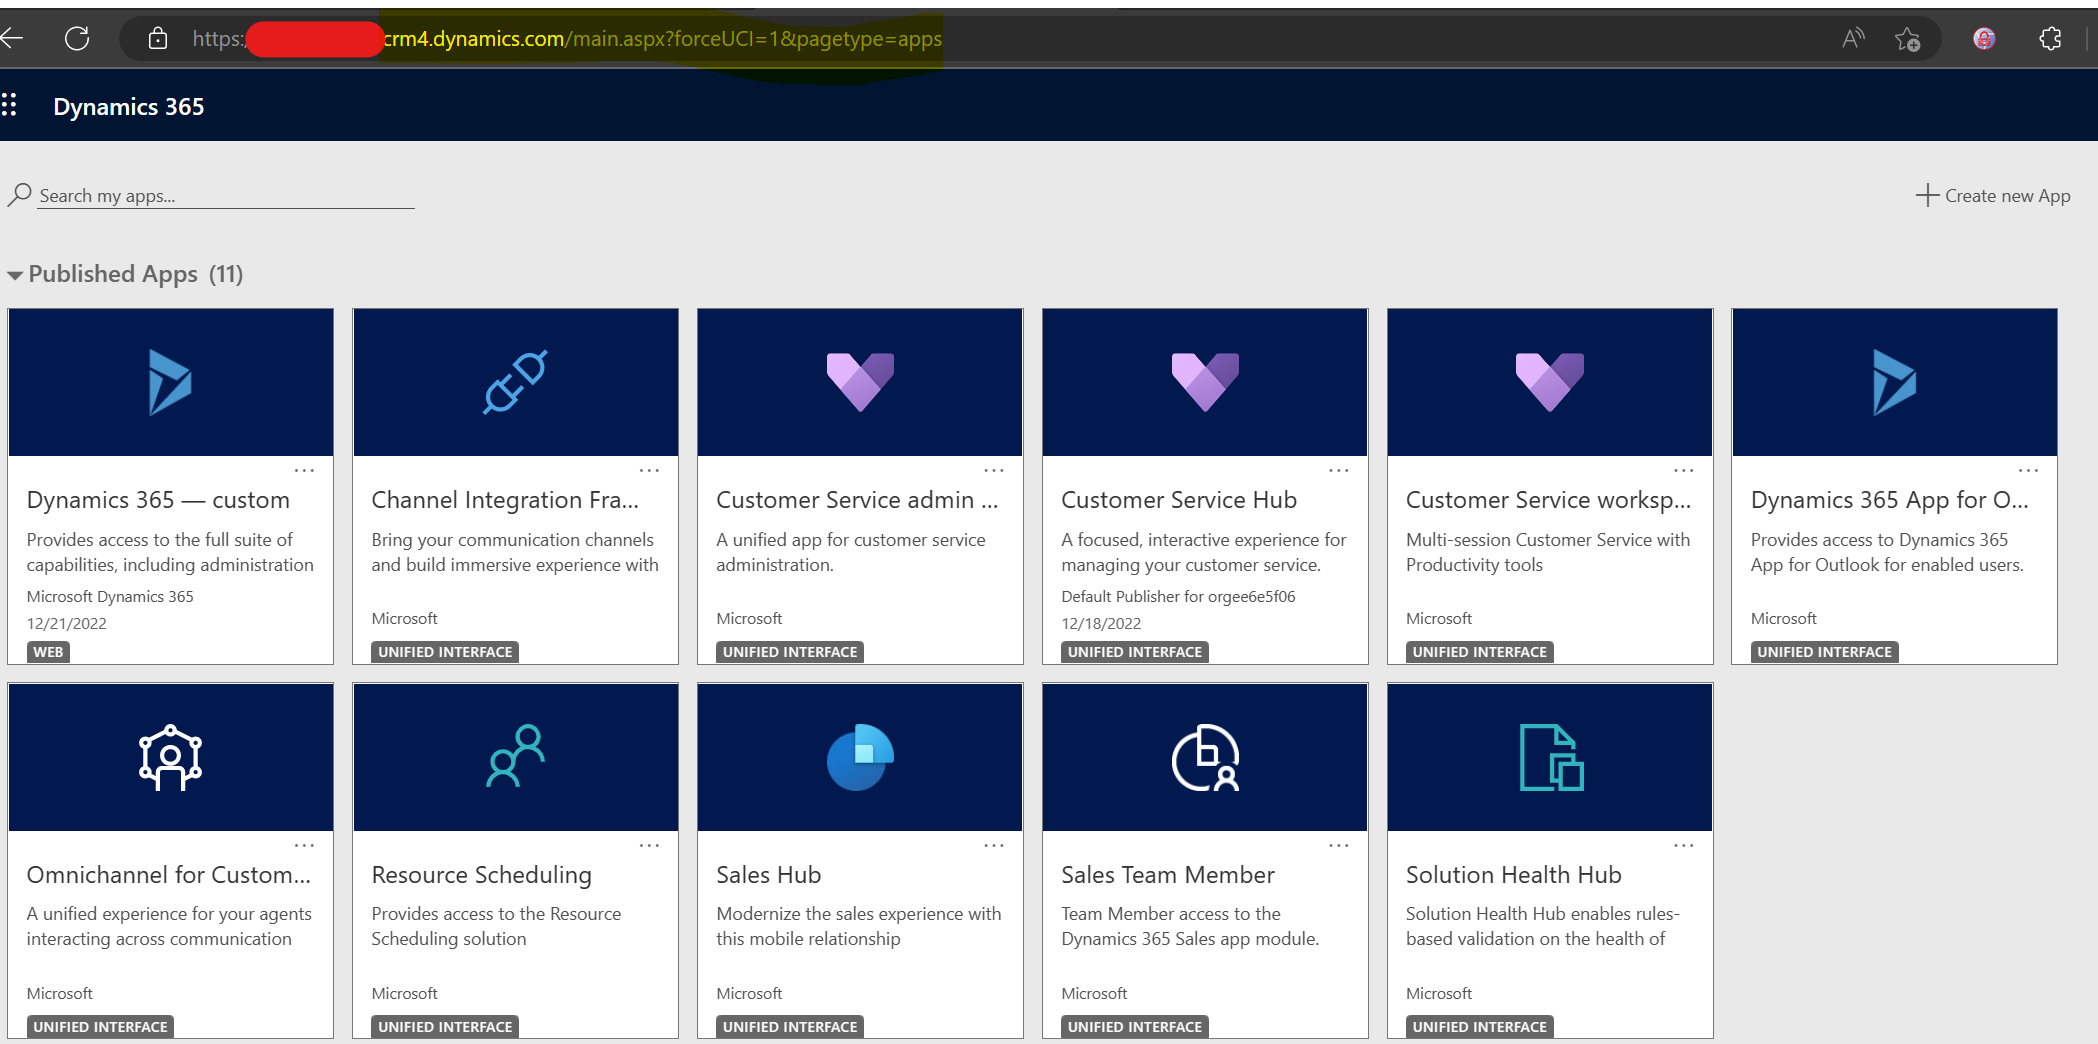 https:/ crm4.dynamics.com/main.aspx?forceUCI=1&pagetype=apps
Dynamics 365
Search my apps...
Create new App
Published Apps (11)
Dynamics 365 — custom
Provides access to the full suite of
capabilities, including administration
Microsoft Dynamics 365
12/21/2022
WEB
Channel Integration Fra...
Bring your communication channels
and build immersive experience with
Microsoft
UNIFIED INTERFACE
Customer Service admin ...
A unified app for customer service
administration.
Microsoft
UNIFIED INTERFACE
Customer Service Hub
A focused, interactive experience for
managing your customer service.
Default Publisher for orgee6e5f06
12/18/2022
UNIFIED INTERFACE
Customer Service worksp...
Multi-session Customer Service with
Productivity tools
Microsoft
UNIFIED INTERFACE
Dynamics 365 App for O...
Provides access to Dynamics 365
App for Outlook for enabled users.
Microsoft
UNIFIED INTERFACE
Omnichannel for Custom...
A unified experience for your agents
interacting across communication
Microsoft
UNIFIED INTERFACE
Resource Scheduling
Provides access to the Resource
Scheduling solution
Microsoft
UNIFIED INTERFACE
Sales Hub
Modernize the sales experience with
this mobile relationship
Microsoft
UNIFIED INTERFACE
Sales Team Member
Team Member access to the
Dynamics 365 Sales app module.
Microsoft
UNIFIED INTERFACE
Solution Health Hub
Solution Health Hub enables rules-
based validation on the health of
Microsoft
UNIFIED INTERFACE